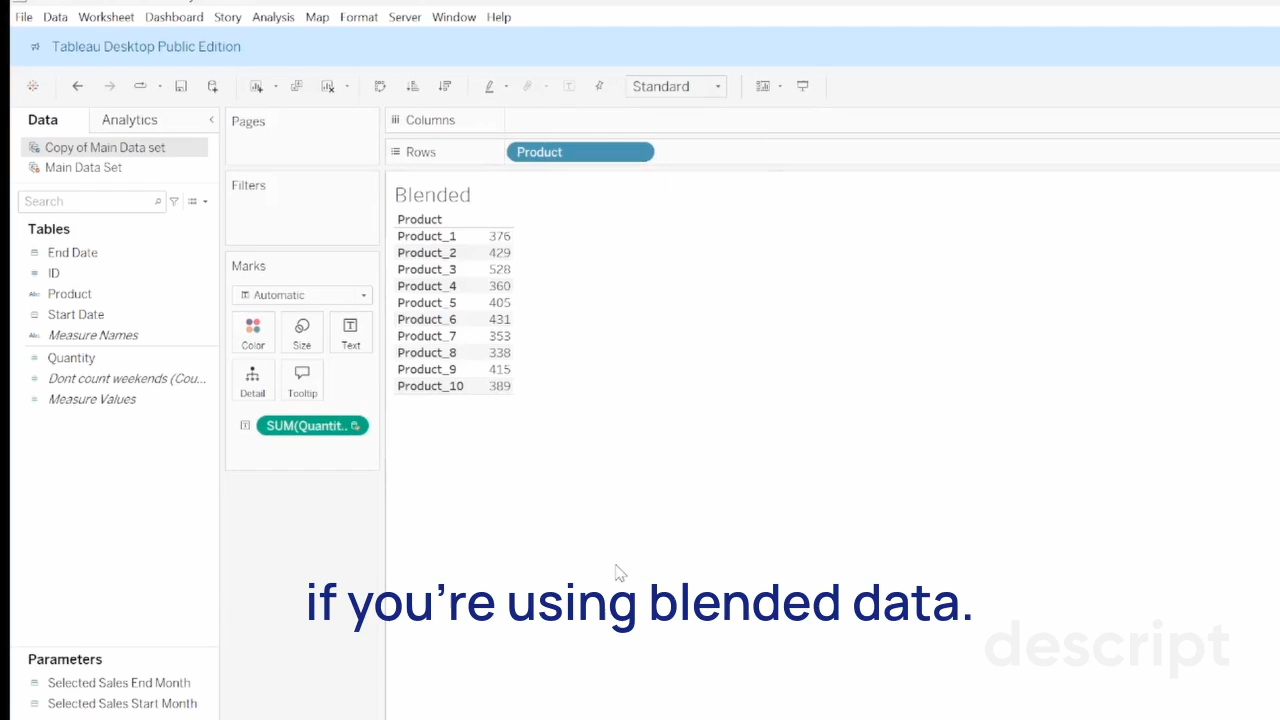 File Data Worksheet Dashboard Story Analysis Map Format Server Window Help
Tableau Desktop Public Edition
Standard
Data Analytics
Copy of Main Data set
Main Data Set
Search
Tables
End Date
ID
Abc Product
Start Date
Abc Measure Names
Quantity
Dont count weekends (Cou...
Measure Values
Parameters
Selected Sales End Month
Selected Sales Start Month
Pages
Filters
Marks
Automatic
Color Size Text
Detail Tooltip
SUM(Quantit..
Columns
Rows Product
Blended
Product
Product_1 376
Product_2 429
Product_3 528
Product_4 360
Product_5 405
Product_6 431
Product_7 353
Product_8 338
Product_9 415
Product_10 389
if you’re using blended data.
descript